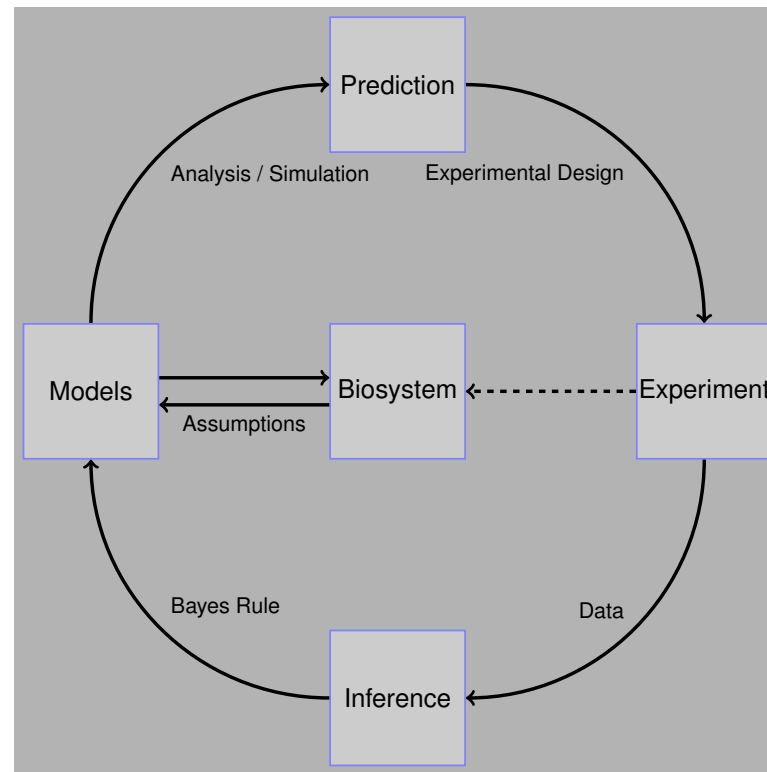 Prediction
Analysis / Simulation
Experimental Design
Models
Biosystem
Experiment
Assumptions
Bayes Rule
Data
Inference